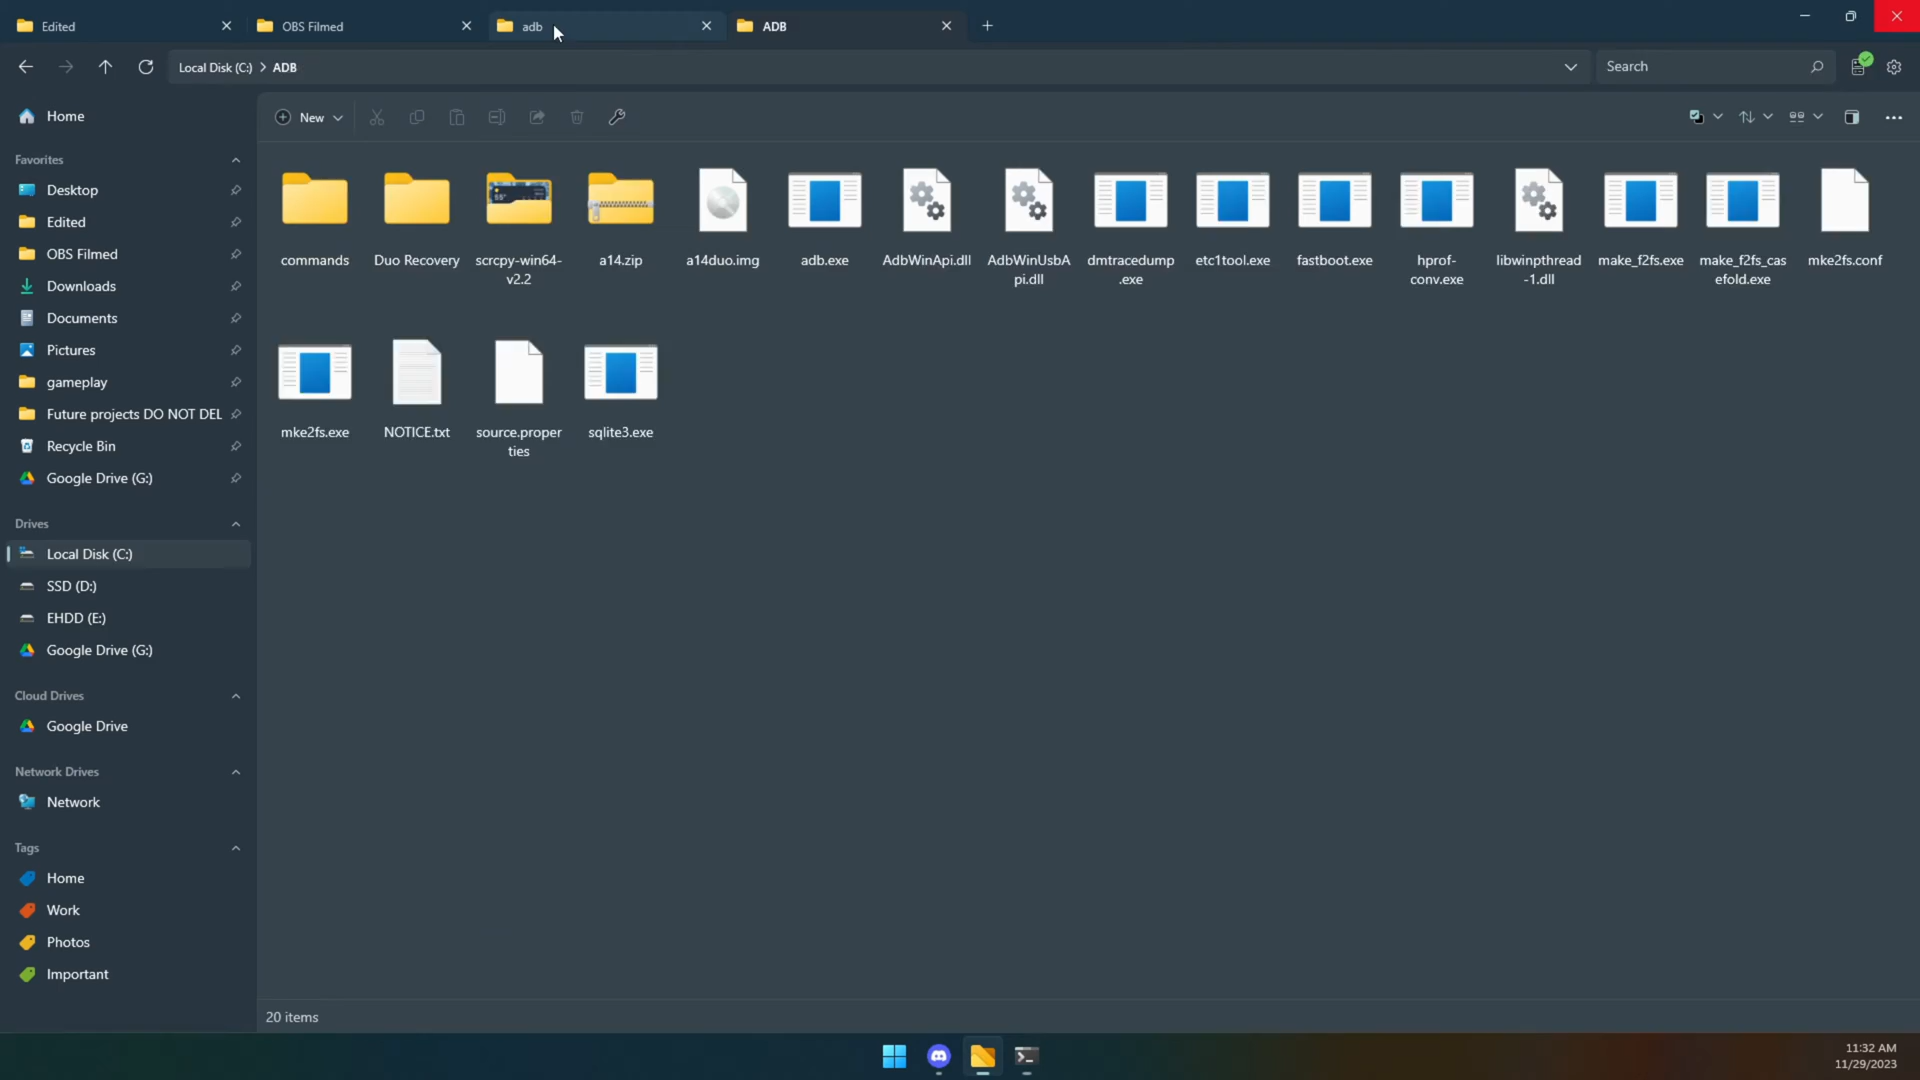 Edited
OBS Filmed
adb
ADB
Local Disk (C:) > ADB
Search
Home
New
Favorites
Desktop
Edited
OBS Filmed
Downloads
Documents
Pictures
gameplay
Future projects DO NOT DEL
Recycle Bin
Google Drive (G:)
Drives
Local Disk (C:)
SSD (D:)
EHDD (E:)
Google Drive (G:)
Cloud Drives
Google Drive
Network Drives
Network
Tags
Home
Work
Photos
Important
commands
Duo Recovery
scrcpy-win64-
v2.2
a14.zip
a14duo.img
adb.exe
AdbWinApi.dll
AdbWinUsbA
pi.dll
dmtracedump
.exe
etc1tool.exe
fastboot.exe
hprof-
conv.exe
libwinpthread
-1.dll
make_f2fs.exe
make_f2fs_cas
efold.exe
mke2fs.conf
mke2fs.exe
NOTICE.txt
source.proper
ties
sqlite3.exe
20 items
11:32 AM
11/29/2023